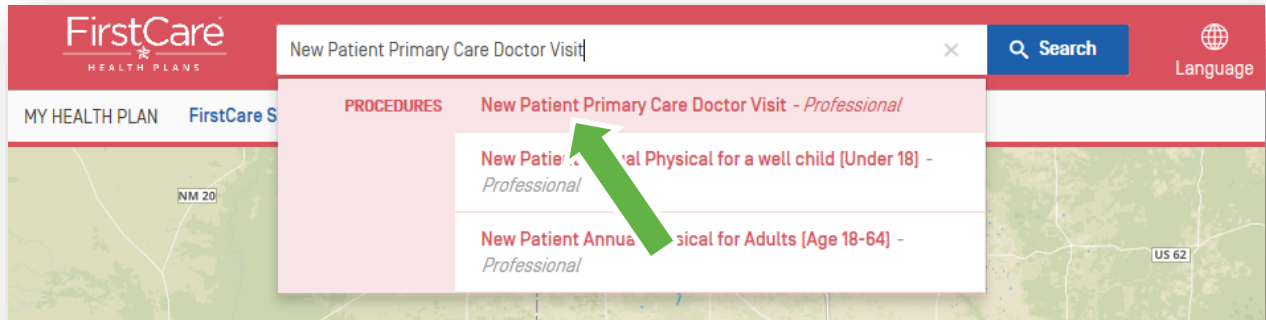 FirstCare
HEALTH PLANS
New Patient Primary Care Doctor Visit
Search
Language
MY HEALTH PLAN FirstCare S
PROCEDURES
New Patient Primary Care Doctor Visit - Professional
New Patient ual Physical for a well child (Under 18) -
Professional
New Patient Annua sical for Adults (Age 18-64) -
Professional
NM 20
US 62